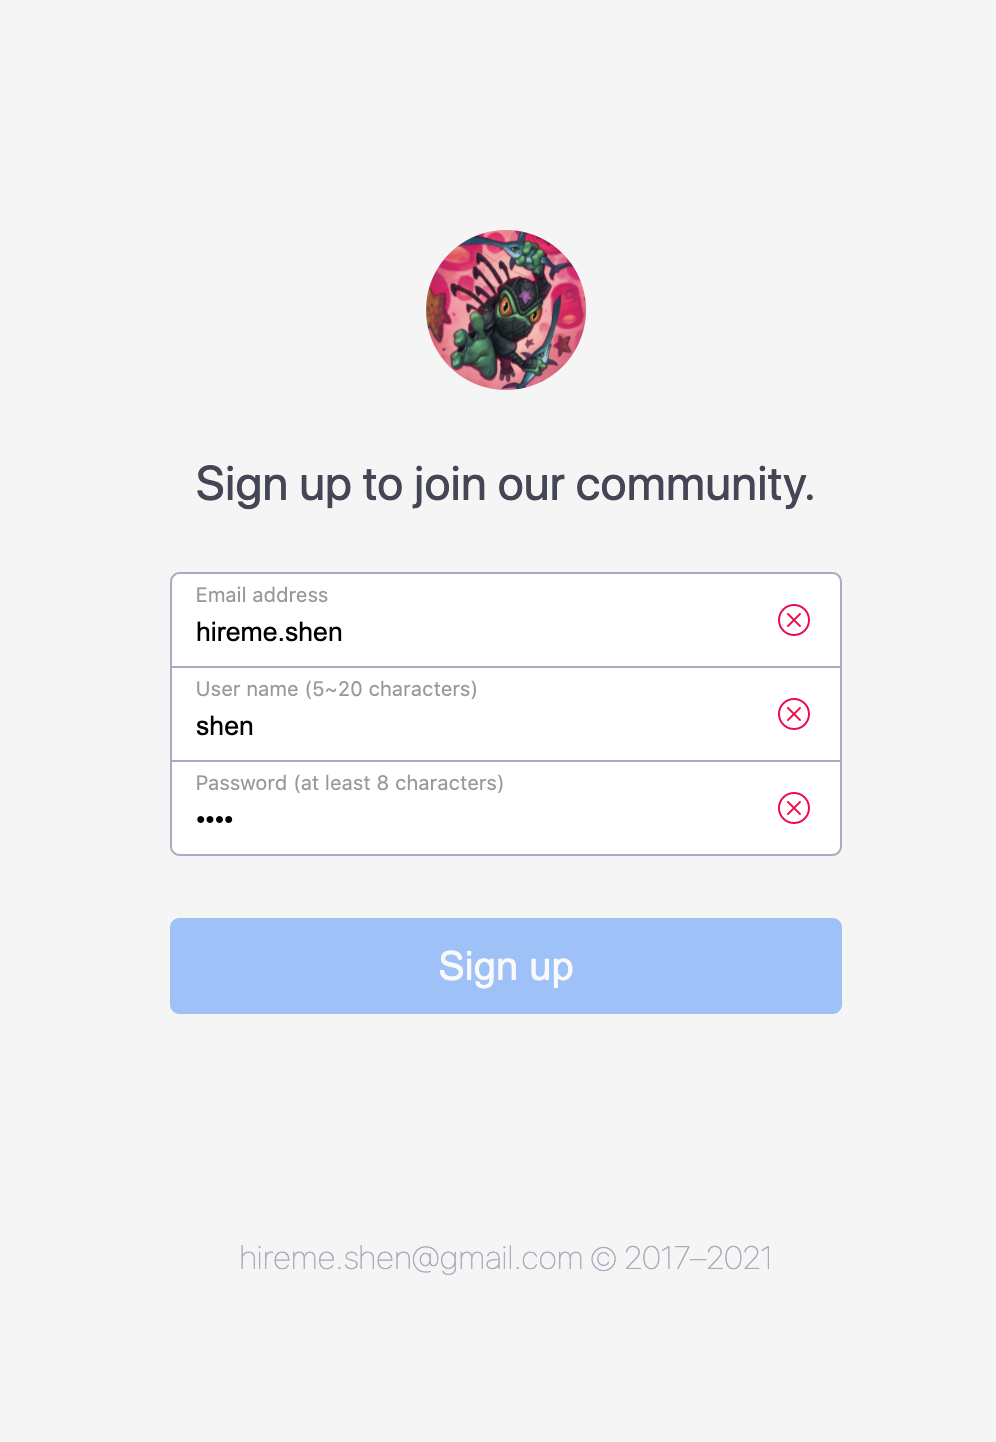 Sign up to join our community.
Email address
hireme.shen
User name (5~20 characters)
shen
Password (at least 8 characters)
••••
Sign up
hireme.shen@gmail.com © 2017–2021